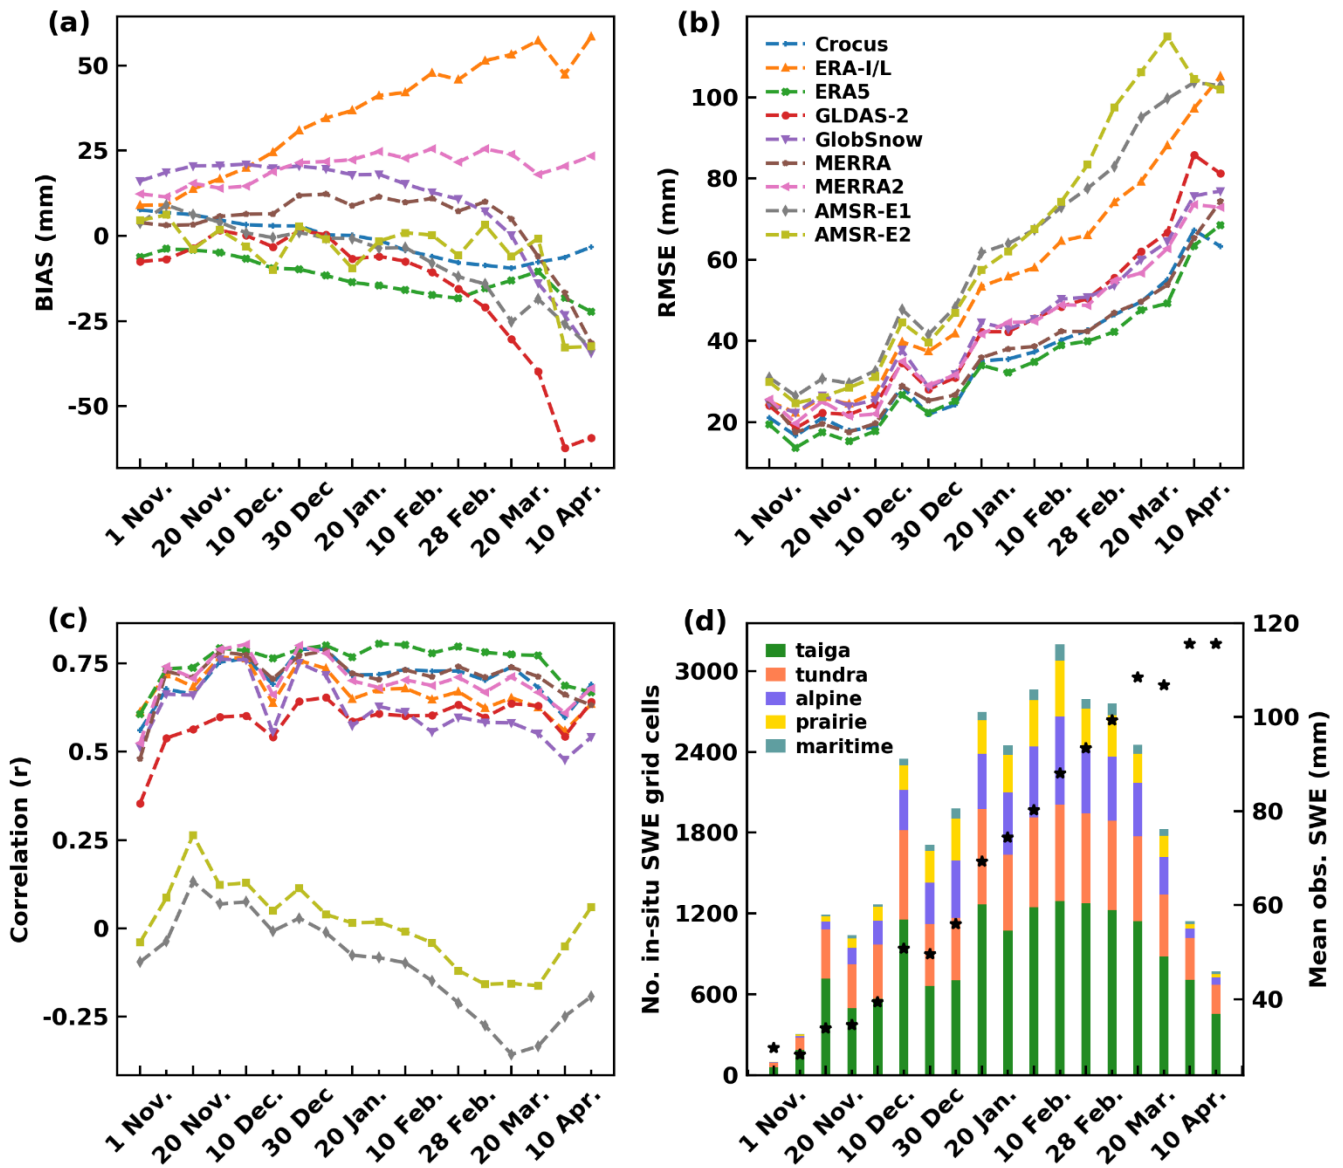 (a)
BIAS (mm)
50
25
0
-25
-50
1 Nov.
20 Nov.
10 Dec.
30 Dec
20 Jan.
10 Feb.
28 Feb.
20 Mar.
10 Apr.
(b)
RMSE (mm)
100
80
60
40
20
Crocus
ERA-I/L
ERA5
GLDAS-2
GlobSnow
MERRA
MERRA2
AMSR-E1
AMSR-E2
1 Nov.
20 Nov.
10 Dec.
30 Dec
20 Jan.
10 Feb.
28 Feb.
20 Mar.
10 Apr.
(c)
Correlation (r)
0.75
0.5
0.25
0
-0.25
1 Nov.
20 Nov.
10 Dec.
30 Dec
20 Jan.
10 Feb.
28 Feb.
20 Mar.
10 Apr.
(d)
No. in-situ SWE grid cells
3000
2400
1800
1200
600
0
taiga
tundra
alpine
prairie
maritime
120
100
80
60
40
Mean obs. SWE (mm)
1 Nov.
20 Nov.
10 Dec.
30 Dec
20 Jan.
10 Feb.
28 Feb.
20 Mar.
10 Apr.